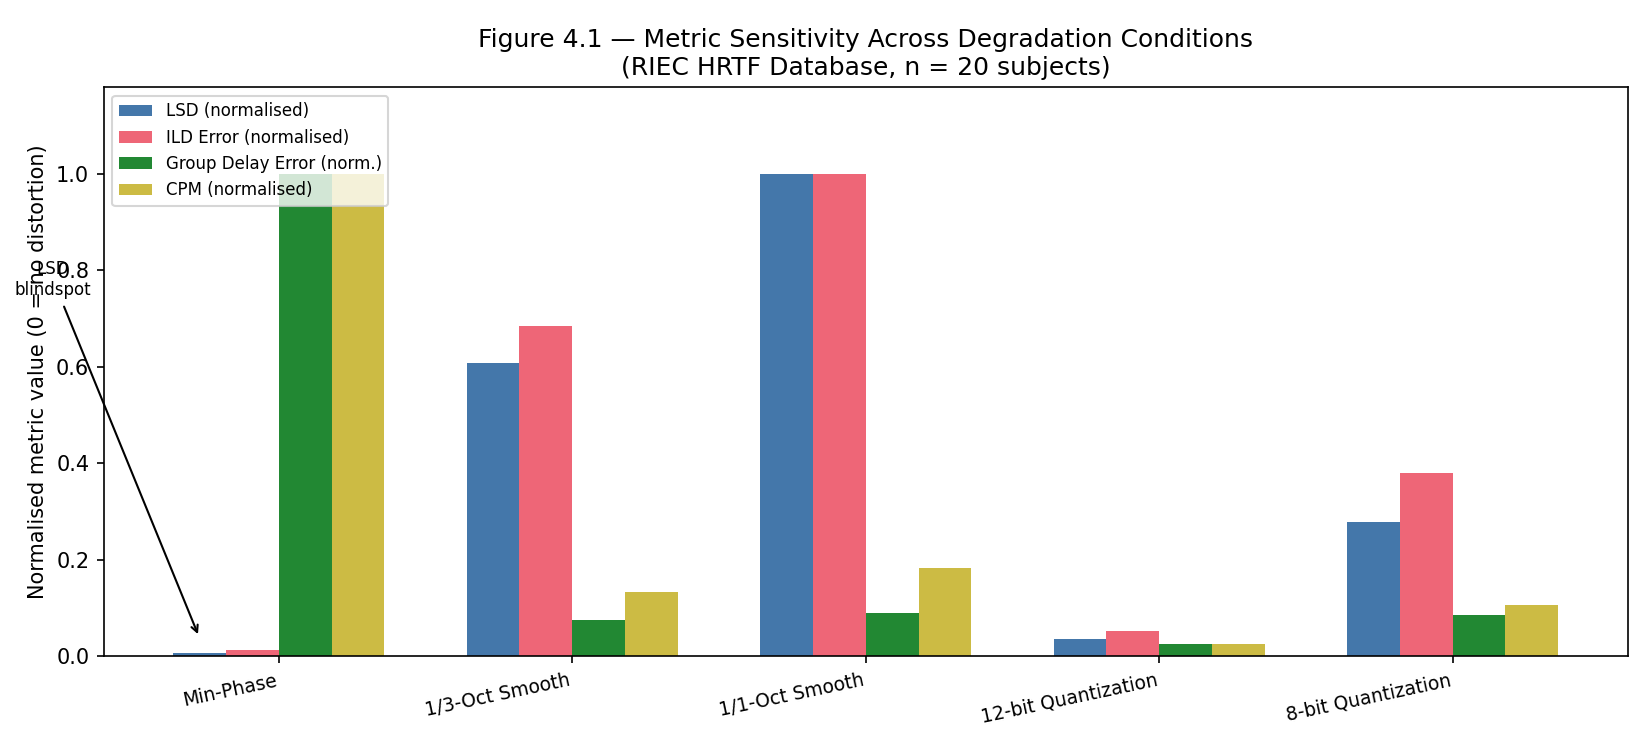 Figure 4.1 — Metric Sensitivity Across Degradation Conditions
(RIEC HRTF Database, n = 20 subjects)
LSD (normalised)
ILD Error (normalised)
Group Delay Error (norm.)
CPM (normalised)
Normalised metric value (0 = no distortion)
LSD
blindspot
1.0
0.8
0.6
0.4
0.2
0.0
Min-Phase
1/3-Oct Smooth
1/1-Oct Smooth
12-bit Quantization
8-bit Quantization